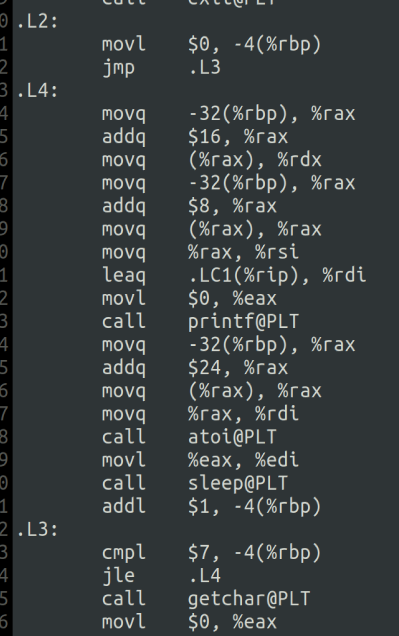 call exit@PLT
0 .L2:
1 movl $0, -4(%rbp)
2 jmp .L3
3 .L4:
4 movq -32(%rbp), %rax
5 addq $16, %rax
6 movq (%rax), %rdx
7 movq -32(%rbp), %rax
8 addq $8, %rax
9 movq (%rax), %rax
0 movq %rax, %rsi
1 leaq .LC1(%rip), %rdi
2 movl $0, %eax
3 call printf@PLT
4 movq -32(%rbp), %rax
5 addq $24, %rax
6 movq (%rax), %rax
7 movq %rax, %rdi
8 call atoi@PLT
9 movl %eax, %edi
0 call sleep@PLT
1 addl $1, -4(%rbp)
2 .L3:
3 cmpl $7, -4(%rbp)
4 jle .L4
5 call getchar@PLT
6 movl $0, %eax